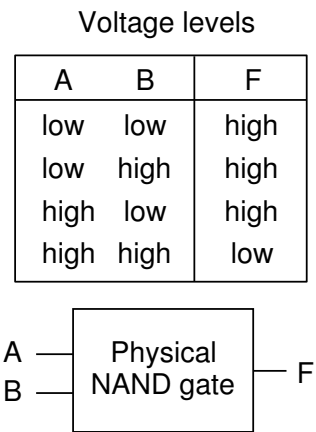 Voltage levels
A B F
low low high
low high high
high low high
high high low
A
Physical
NAND gate
F
B